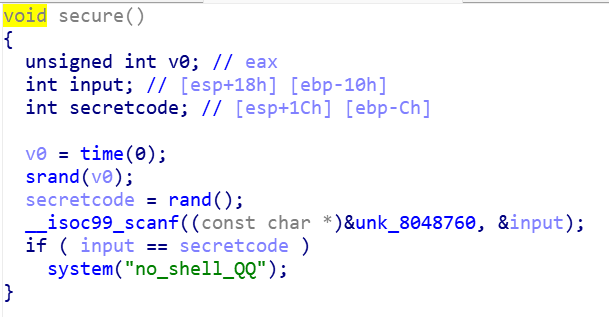 void secure()
{
unsigned int v0; // eax
int input; // [esp+18h] [ebp-10h]
int secretcode; // [esp+1Ch] [ebp-Ch]
v0 = time(0);
srand(v0);
secretcode = rand();
__isoc99_scanf((const char *)&unk_8048760, &input);
if ( input == secretcode )
system("no_shell_QQ");
}